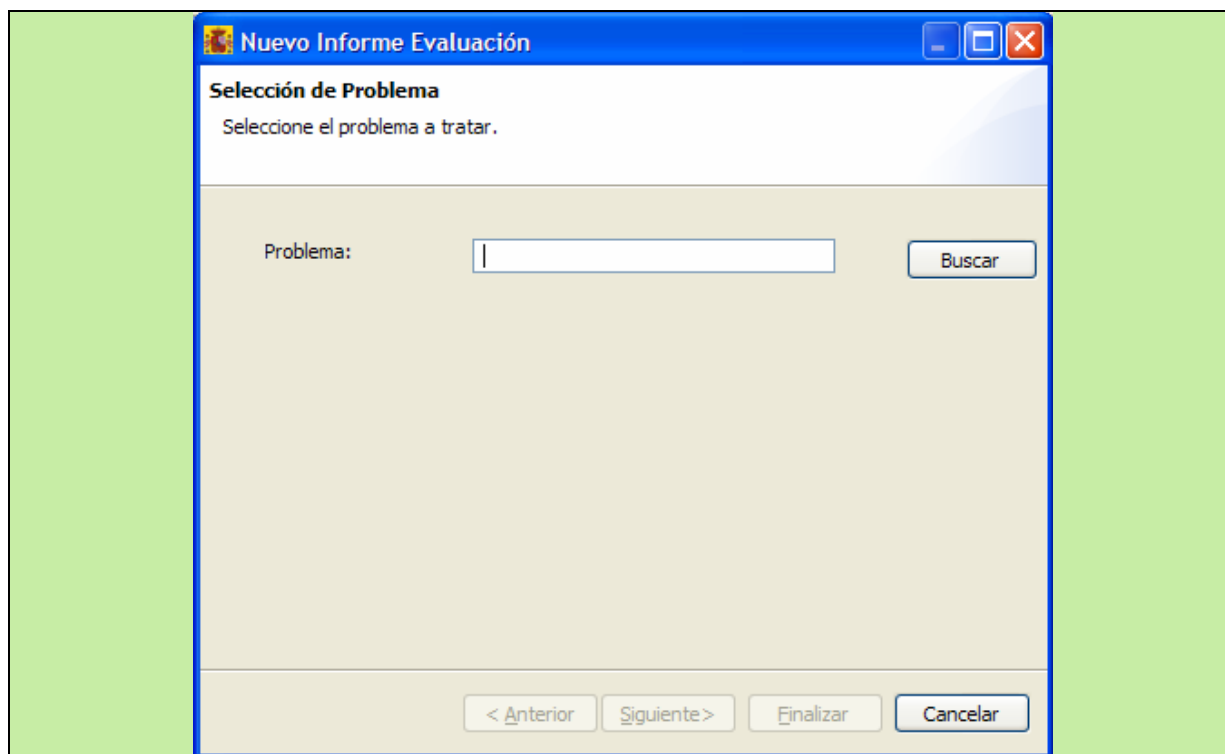 Nuevo Informe Evaluación
Selección de Problema
Seleccione el problema a tratar.
Problema:
Buscar
< Anterior Siguiente> Finalizar Cancelar